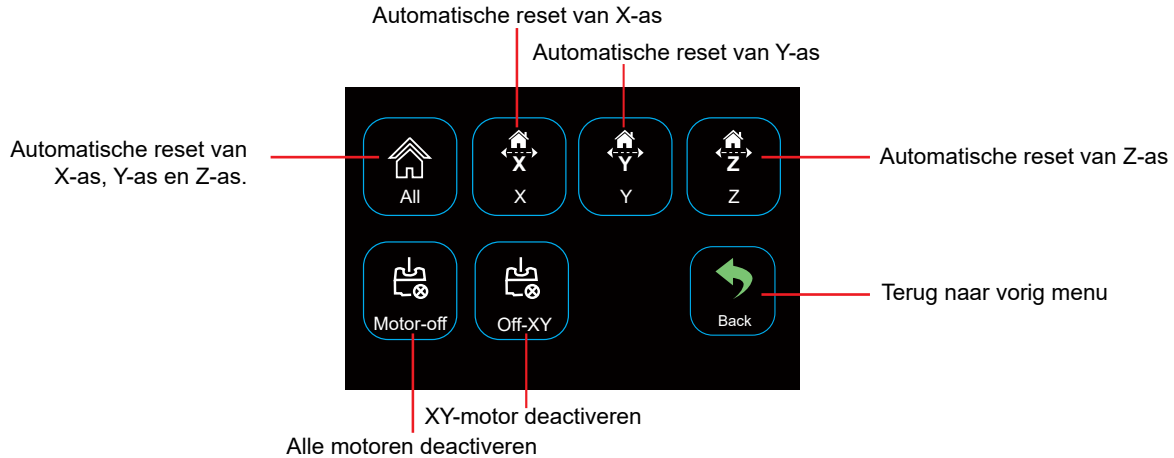 Automatische reset van X-as
Automatische reset van Y-as
Automatische reset van
X-as, Y-as en Z-as.
All
X
X
Y
Y
Z
Z
Automatische reset van Z-as
Motor-off
Off-XY
Back
Terug naar vorig menu
XY-motor deactiveren
Alle motoren deactiveren